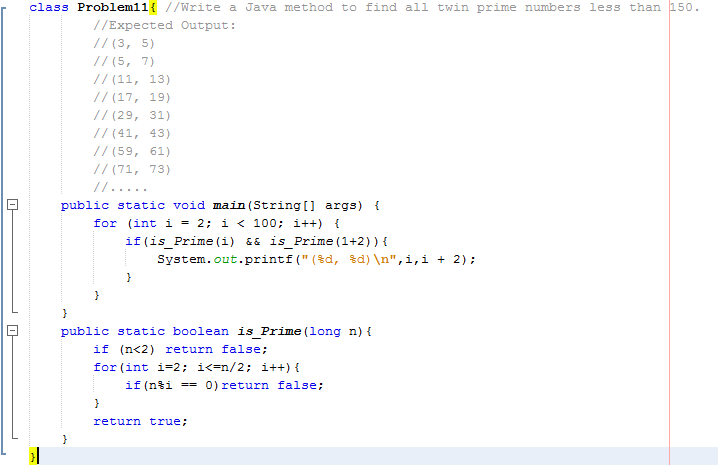 class Problem11{ //Write a Java method to find all twin prime numbers less than 150.
//Expected Output:
//(3, 5)
//(5, 7)
//(11, 13)
//(17, 19)
//(29, 31)
//(41, 43)
//(59, 61)
//(71, 73)
//.....
public static void main(String[] args) {
for (int i = 2; i < 100; i++) {
if(is_Prime(i) && is_Prime(1+2)){
System.out.printf("(%d, %d)\n",i,i + 2);
}
}
}
public static boolean is_Prime(long n){
if (n<2) return false;
for(int i=2; i<=n/2; i++){
if(n%i == 0)return false;
}
return true;
}
}